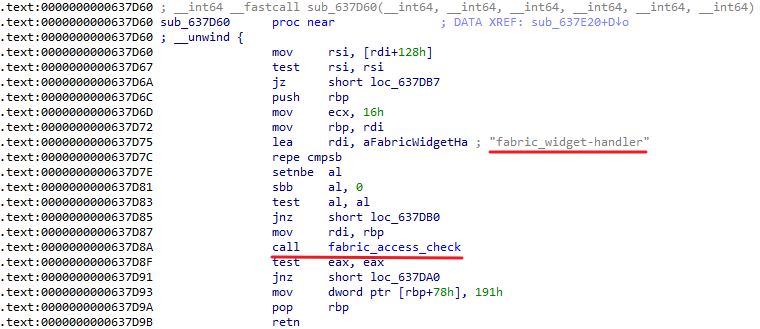 .text:0000000000637D60 ; __int64 __fastcall sub_637D60(__int64, __int64, __int64, __int64, __int64, __int64)
.text:0000000000637D60 sub_637D60 proc near ; DATA XREF: sub_637E20+D↓o
.text:0000000000637D60 ; __unwind {
.text:0000000000637D60 mov rsi, [rdi+128h]
.text:0000000000637D67 test rsi, rsi
.text:0000000000637D6A jz short loc_637DB7
.text:0000000000637D6C push rbp
.text:0000000000637D6D mov ecx, 16h
.text:0000000000637D72 mov rbp, rdi
.text:0000000000637D75 lea rdi, aFabricWidgetHa ; "fabric_widget-handler"
.text:0000000000637D7C repe cmpsb
.text:0000000000637D7E setnbe al
.text:0000000000637D81 sbb al, 0
.text:0000000000637D83 test al, al
.text:0000000000637D85 jnz short loc_637DB0
.text:0000000000637D87 mov rdi, rbp
.text:0000000000637D8A call fabric_access_check
.text:0000000000637D8F test eax, eax
.text:0000000000637D91 jnz short loc_637DA0
.text:0000000000637D93 mov dword ptr [rbp+78h], 191h
.text:0000000000637D9A pop rbp
.text:0000000000637D9B retn